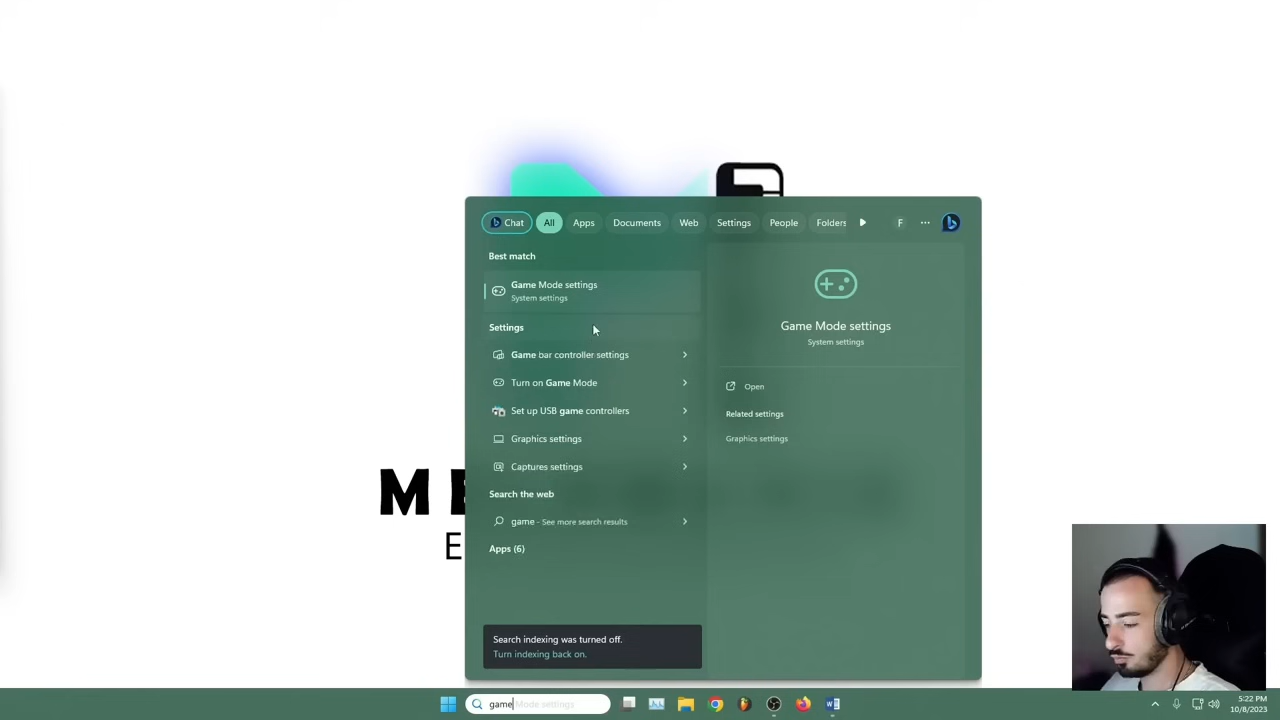 Chat All Apps Documents Web Settings People Folders F ...
Best match
Game Mode settings
System settings
Settings
Game bar controller settings
Turn on Game Mode
Set up USB game controllers
Graphics settings
Captures settings
Search the web
game - See more search results
Apps (6)
Search indexing was turned off.
Turn indexing back on.
Game Mode settings
System settings
Open
Related settings
Graphics settings
M
E
game Mode settings
5:22 PM
10/8/2023